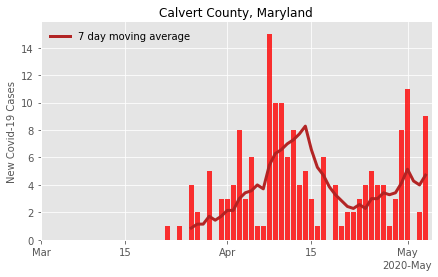 Calvert County, Maryland
7 day moving average
New Covid-19 Cases
14
12
10
8
6
4
2
0
Mar 15 Apr 15 May
2020-May